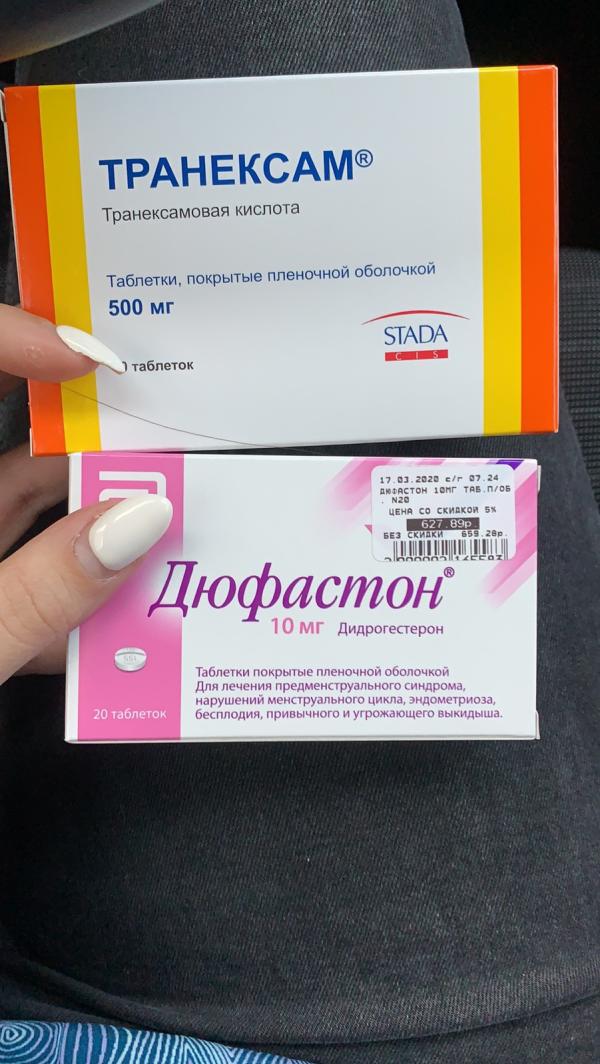 ТРАНЕКСАМ®
Транексамовая кислота
Таблетки, покрытые пленочной оболочкой
500 мг
STADA
CIS
таблеток
17.03.2020 с/г 07.24
ДЮФАСТОН 10МГ ТАБ.П/ОБ
. N20
ЦЕНА СО СКИДКОЙ 5%
627.89р
БЕЗ СКИДКИ 659.28р.
Дюфастон®
10 мг Дидрогестерон
Таблетки покрытые пленочной оболочкой
Для лечения предменструального синдрома,
нарушений менструального цикла, эндометриоза,
бесплодия, привычного и угрожающего выкидыша.
20 таблеток